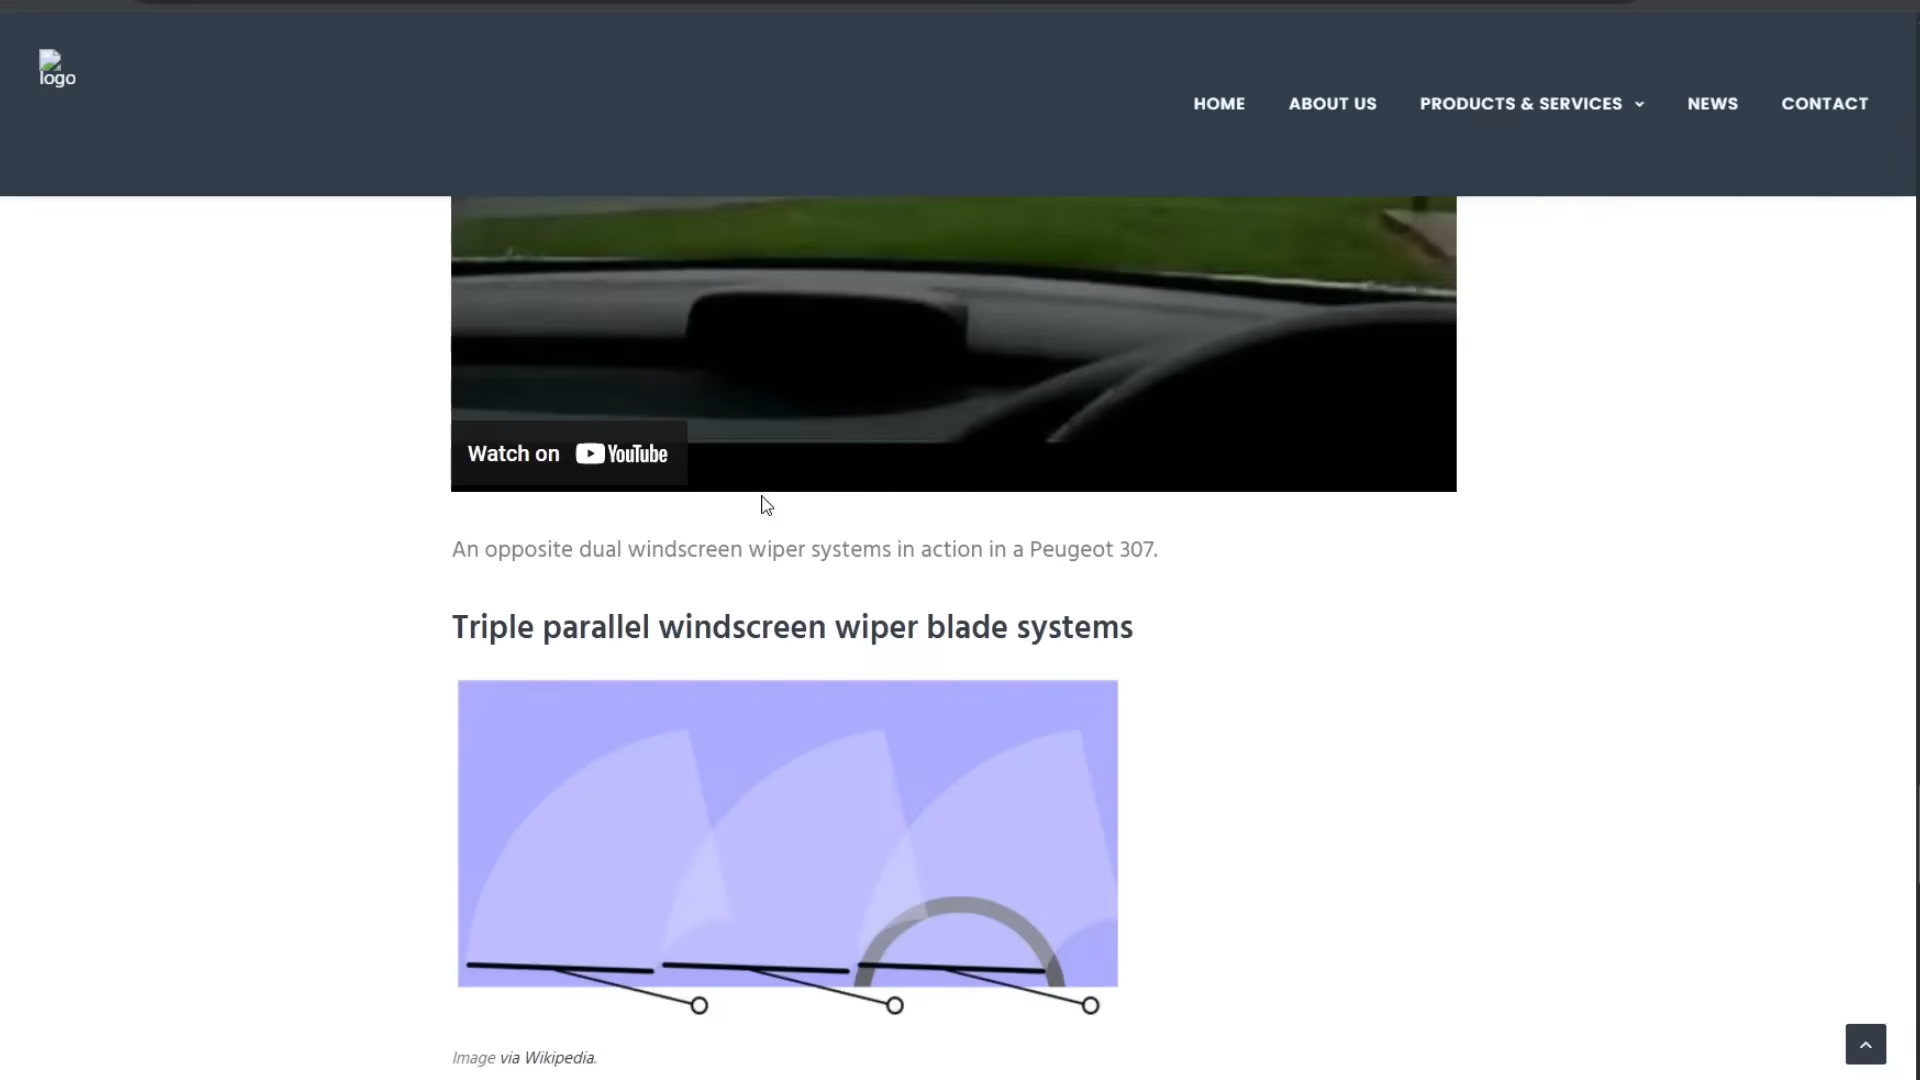 logo
HOME ABOUT US PRODUCTS & SERVICES NEWS CONTACT
Watch on YouTube
An opposite dual windscreen wiper systems in action in a Peugeot 307.
Triple parallel windscreen wiper blade systems
Image via Wikipedia.